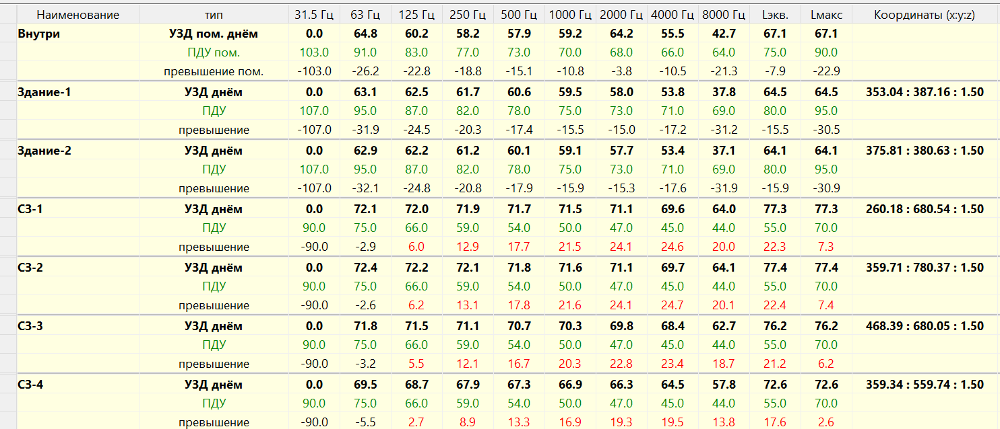 Наименование тип 31.5 Гц 63 Гц 125 Гц 250 Гц 500 Гц 1000 Гц 2000 Гц 4000 Гц 8000 Гц Lэкв. Lмакс Координаты (x:y:z)
Внутри УЗД пом. днём 0.0 64.8 60.2 58.2 57.9 59.2 64.2 55.5 42.7 67.1 67.1
ПДУ пом. 103.0 91.0 83.0 77.0 73.0 70.0 68.0 66.0 64.0 75.0 90.0
превышение пом. -103.0 -26.2 -22.8 -18.8 -15.1 -10.8 -3.8 -10.5 -21.3 -7.9 -22.9
Здание-1 УЗД днём 0.0 63.1 62.5 61.7 60.6 59.5 58.0 53.8 37.8 64.5 64.5 353.04 : 387.16 : 1.50
ПДУ 107.0 95.0 87.0 82.0 78.0 75.0 73.0 71.0 69.0 80.0 95.0
превышение -107.0 -31.9 -24.5 -20.3 -17.4 -15.5 -15.0 -17.2 -31.2 -15.5 -30.5
Здание-2 УЗД днём 0.0 62.9 62.2 61.2 60.1 59.1 57.7 53.4 37.1 64.1 64.1 375.81 : 380.63 : 1.50
ПДУ 107.0 95.0 87.0 82.0 78.0 75.0 73.0 71.0 69.0 80.0 95.0
превышение -107.0 -32.1 -24.8 -20.8 -17.9 -15.9 -15.3 -17.6 -31.9 -15.9 -30.9
СЗ-1 УЗД днём 0.0 72.1 72.0 71.9 71.7 71.5 71.1 69.6 64.0 77.3 77.3 260.18 : 680.54 : 1.50
ПДУ 90.0 75.0 66.0 59.0 54.0 50.0 47.0 45.0 44.0 55.0 70.0
превышение -90.0 -2.9 6.0 12.9 17.7 21.5 24.1 24.6 20.0 22.3 7.3
СЗ-2 УЗД днём 0.0 72.4 72.2 72.1 71.8 71.6 71.1 69.7 64.1 77.4 77.4 359.71 : 780.37 : 1.50
ПДУ 90.0 75.0 66.0 59.0 54.0 50.0 47.0 45.0 44.0 55.0 70.0
превышение -90.0 -2.6 6.2 13.1 17.8 21.6 24.1 24.7 20.1 22.4 7.4
СЗ-3 УЗД днём 0.0 71.8 71.5 71.1 70.7 70.3 69.8 68.4 62.7 76.2 76.2 468.39 : 680.05 : 1.50
ПДУ 90.0 75.0 66.0 59.0 54.0 50.0 47.0 45.0 44.0 55.0 70.0
превышение -90.0 -3.2 5.5 12.1 16.7 20.3 22.8 23.4 18.7 21.2 6.2
СЗ-4 УЗД днём 0.0 69.5 68.7 67.9 67.3 66.9 66.3 64.5 57.8 72.6 72.6 359.34 : 559.74 : 1.50
ПДУ 90.0 75.0 66.0 59.0 54.0 50.0 47.0 45.0 44.0 55.0 70.0
превышение -90.0 -5.5 2.7 8.9 13.3 16.9 19.3 19.5 13.8 17.6 2.6